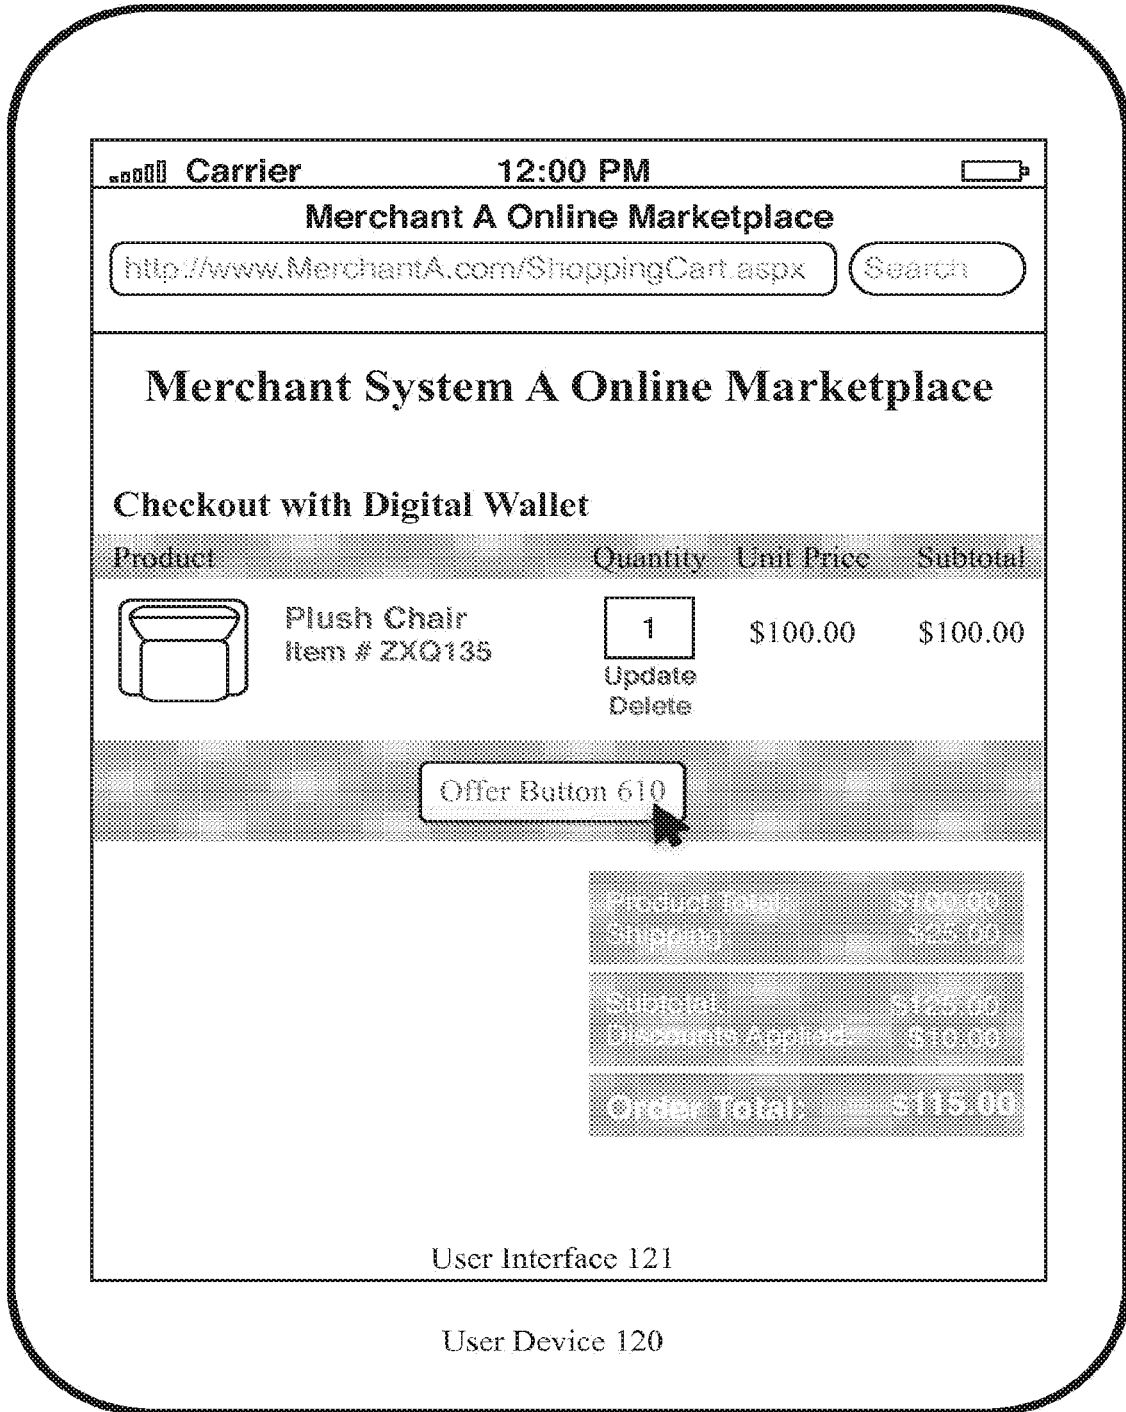 Carrier 12:00 PM
Merchant A Online Marketplace
http://www.MerchantA.com/ShoppingCart.aspx Search
Merchant System A Online Marketplace
Checkout with Digital Wallet
Product Quantity Unit Price Subtotal
Plush Chair 1 $100.00 $100.00
Item # ZXQ135
Update
Delete
Offer Button 610
Product Total: $100.00
Shipping: $25.00
Subtotal: $125.00
Discounts Applied: $10.00
Order Total: $115.00
User Interface 121
User Device 120